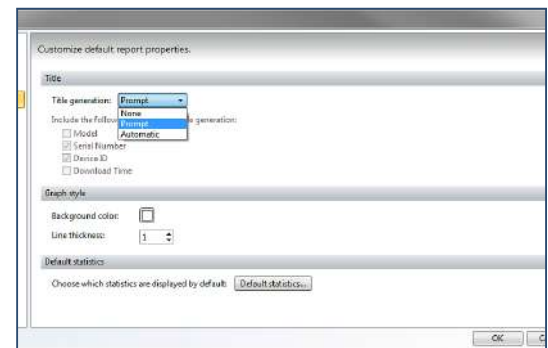 Customize default report properties.
Title
Title generation: Prompt
None
Prompt
Automatic
Include the follow generation:
Model
Serial Number
Device ID
Download Time
Graph style
Background color:
Line thickness: 1
Default statistics
Choose which statistics are displayed by default: Default statistics...
OK C